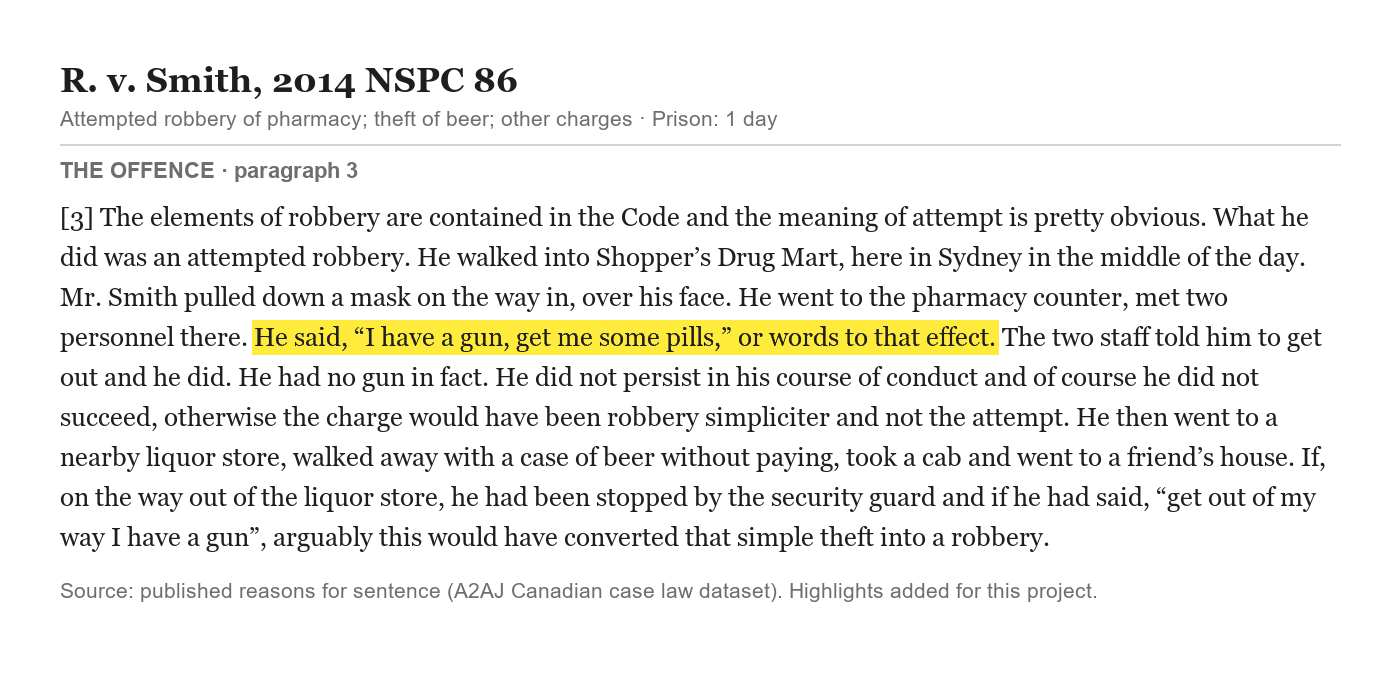 R. v. Smith, 2014 NSPC 86
Attempted robbery of pharmacy; theft of beer; other charges · Prison: 1 day
THE OFFENCE · paragraph 3
[3] The elements of robbery are contained in the Code and the meaning of attempt is pretty obvious. What he
did was an attempted robbery. He walked into Shopper’s Drug Mart, here in Sydney in the middle of the day.
Mr. Smith pulled down a mask on the way in, over his face. He went to the pharmacy counter, met two
personnel there. He said, “I have a gun, get me some pills,” or words to that effect. The two staff told him to get
out and he did. He had no gun in fact. He did not persist in his course of conduct and of course he did not
succeed, otherwise the charge would have been robbery simpliciter and not the attempt. He then went to a
nearby liquor store, walked away with a case of beer without paying, took a cab and went to a friend’s house. If,
on the way out of the liquor store, he had been stopped by the security guard and if he had said, “get out of my
way I have a gun”, arguably this would have converted that simple theft into a robbery.
Source: published reasons for sentence (A2AJ Canadian case law dataset). Highlights added for this project.